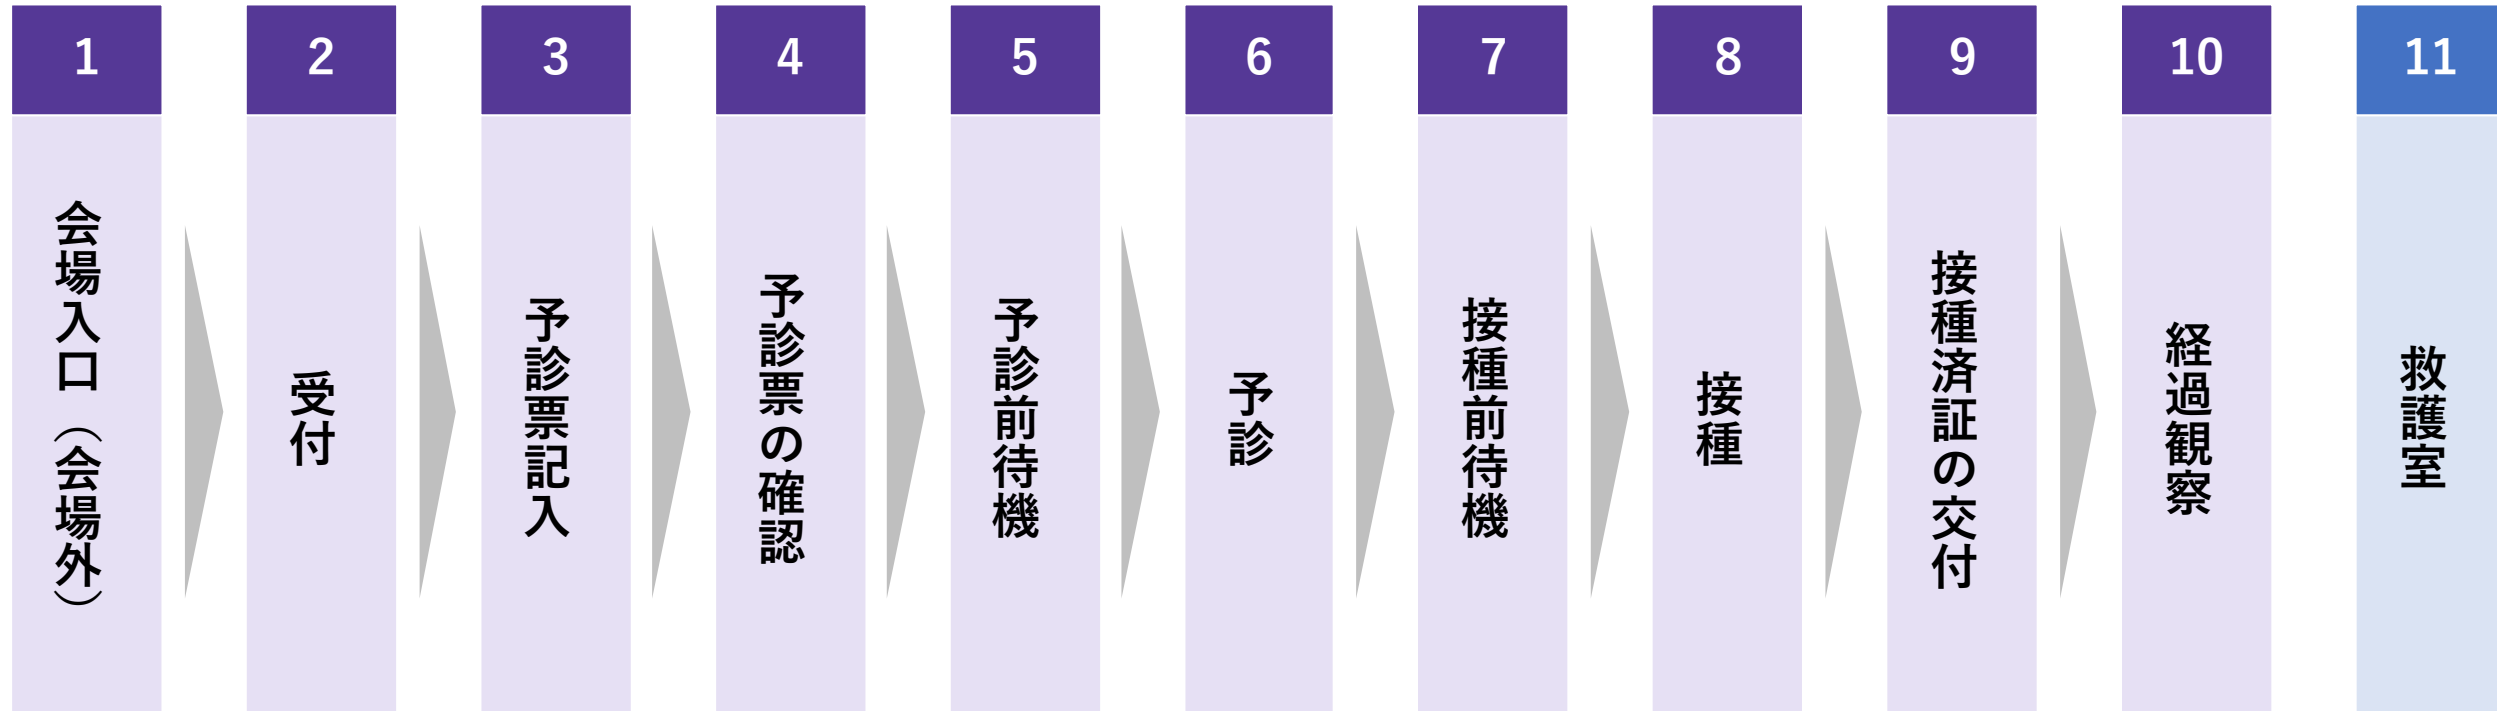 1
会場入口（会場外）
2
受付
3
予診票記入
4
予診票の確認
5
予診前待機
6
予診
7
接種前待機
8
接種
9
接種済証の交付
10
経過観察
11
救護室